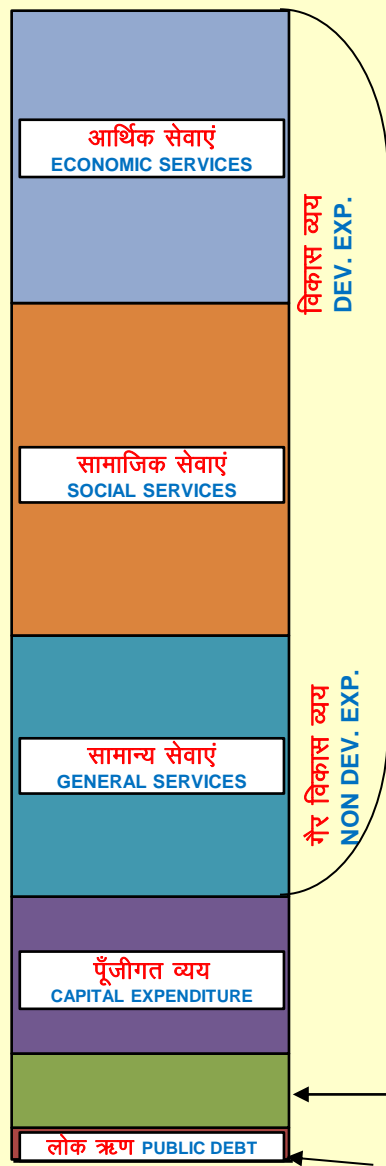 आर्थिक सेवाएं
ECONOMIC SERVICES
विकास व्यय
DEV. EXP.
सामाजिक सेवाएं
SOCIAL SERVICES
सामान्य सेवाएं
GENERAL SERVICES
गैर विकास व्यय
NON DEV. EXP.
पूँजीगत व्यय
CAPITAL EXPENDITURE
लोक ऋण PUBLIC DEBT